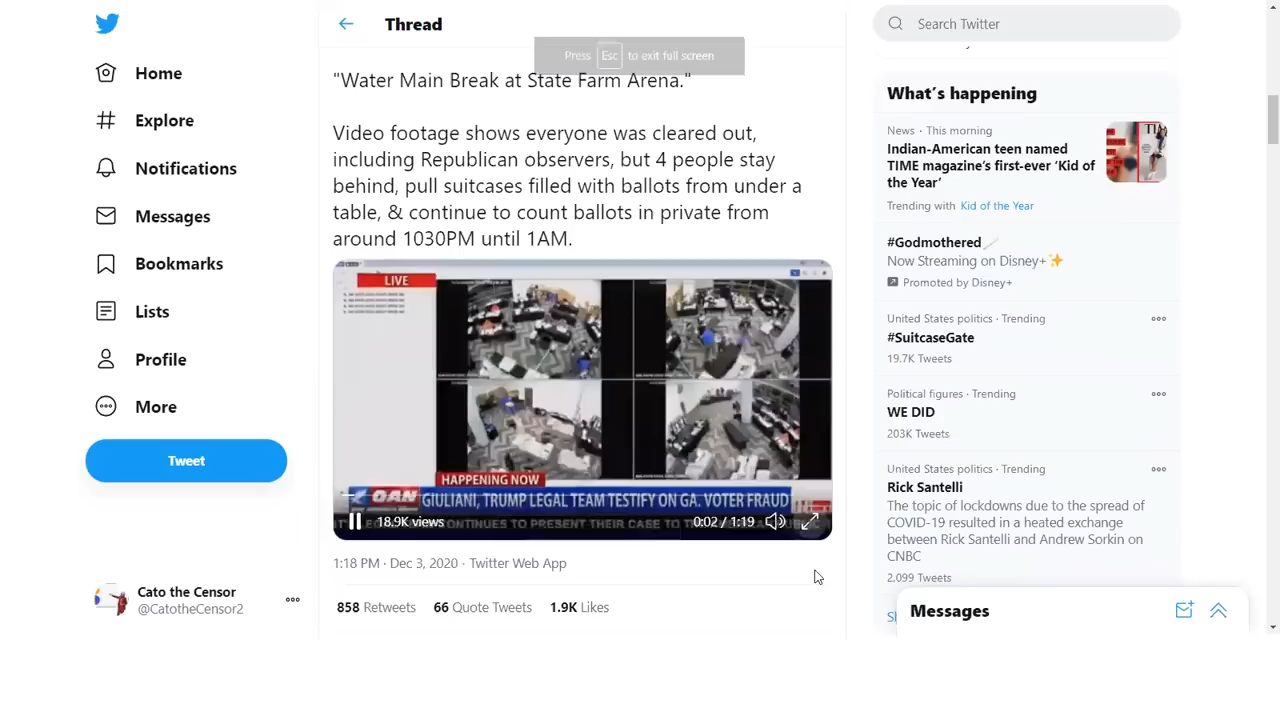 Home
Explore
Notifications
Messages
Bookmarks
Lists
Profile
More
Tweet
Cato the Censor
@CatotheCensor2
Thread
Press Esc to exit full screen
"Water Main Break at State Farm Arena."
Video footage shows everyone was cleared out,
including Republican observers, but 4 people stay
behind, pull suitcases filled with ballots from under a
table, & continue to count ballots in private from
around 1030PM until 1AM.
LIVE
HAPPENING NOW
OAN GIULIANI, TRUMP LEGAL TEAM TESTIFY ON GA. VOTER FRAUD
CONTINUES TO PRESENT THEIR CASE TO
18.9K views
0:02 / 1:19
1:18 PM · Dec 3, 2020 · Twitter Web App
858 Retweets 66 Quote Tweets 1.9K Likes
Search Twitter
What's happening
News · This morning
Indian-American teen named
TIME magazine's first-ever 'Kid of
the Year'
Trending with Kid of the Year
#Godmothered
Now Streaming on Disney+
Promoted by Disney+
United States politics · Trending
#SuitcaseGate
19.7K Tweets
Political figures · Trending
WE DID
203K Tweets
United States politics · Trending
Rick Santelli
The topic of lockdowns due to the spread of
COVID-19 resulted in a heated exchange
between Rick Santelli and Andrew Sorkin on
CNBC
2,099 Tweets
Messages